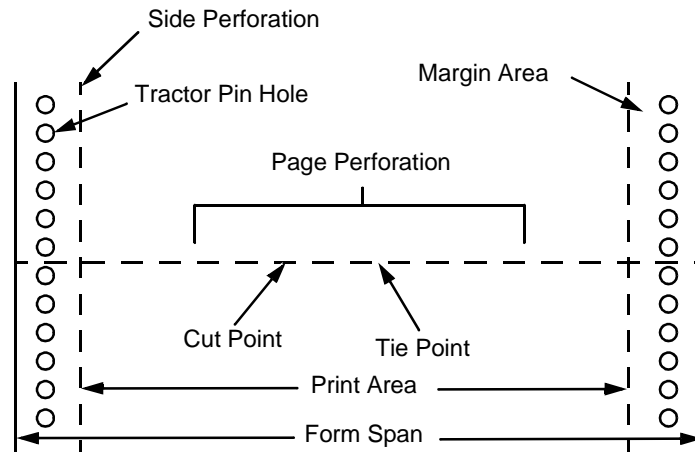 Side Perforation
Margin Area
Tractor Pin Hole
Page Perforation
Cut Point
Tie Point
Print Area
Form Span